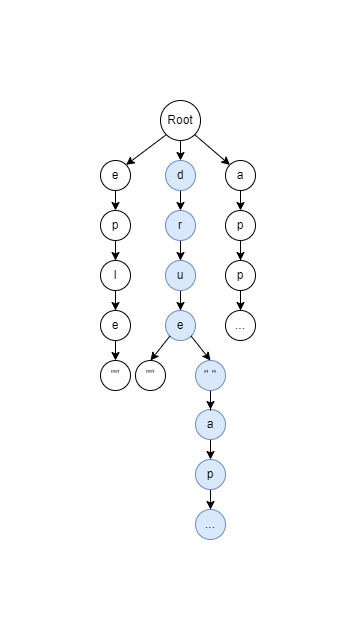 Root
e d a
p r p
l u p
e e ...
"" "" " "
a
p
...